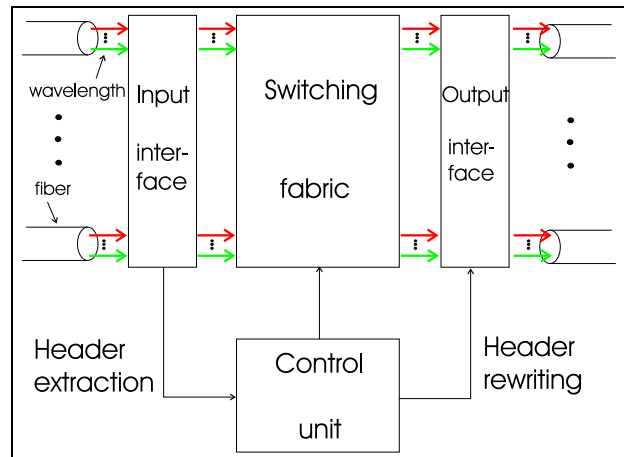 wavelength
fiber
Input
inter-
face
Switching
fabric
Output
inter-
face
Header
extraction
Control
unit
Header
rewriting